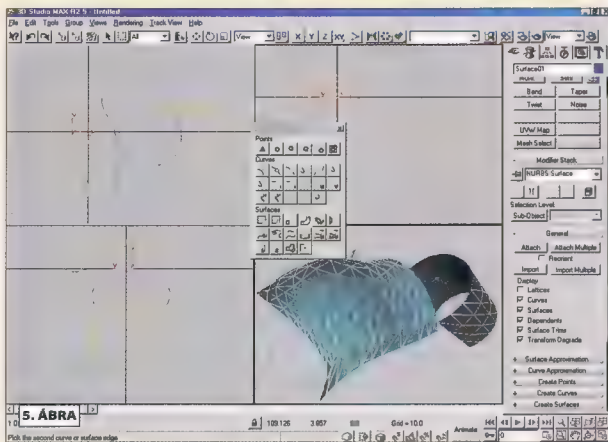 3D Studio MAX R2.5 - Untitled
File Edit Tools Group Views Rendering Track View Help
All View X Y Z XY View
Surface01
Bend Taper
Twist Noise
UVW Map
Mesh Select
- Modifier Stack
NURBS Surface
Selection Level:
Sub-Object
- General
Attach Attach Multiple
Reorient
Import Import Multiple
Display
Lattices
Curves
Surfaces
Dependents
Surface Trims
Transform Degrade
+ Surface Approximation
+ Curve Approximation
+ Create Points
+ Create Curves
+ Create Surfaces
Points
Curves
Surfaces
5. ÁBRA
109.126 3.957 Grid = 10.0
Animate 0
Pick the second curve or surface edge